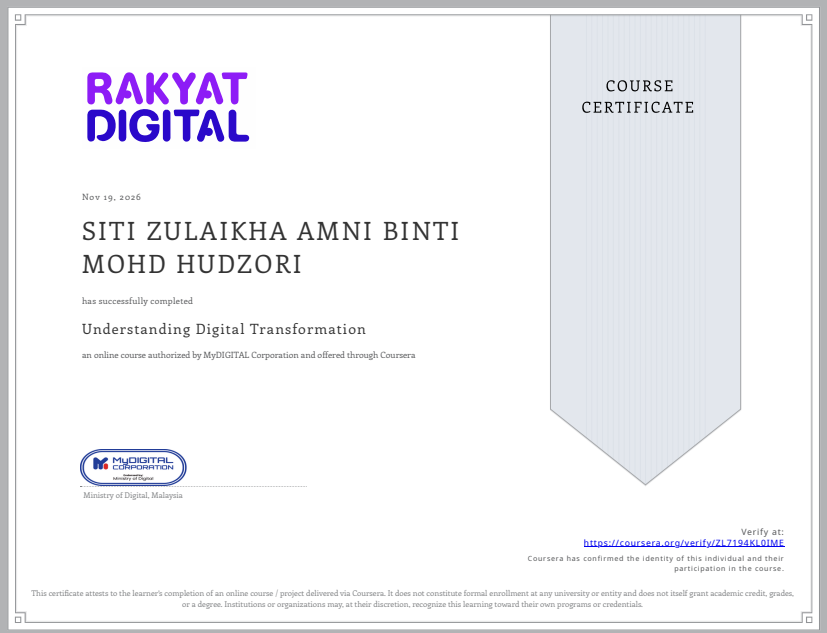 RAKYAT
DIGITAL
COURSE
CERTIFICATE
Nov 19, 2026
SITI ZULAIKHA AMNI BINTI
MOHD HUDZORI
has successfully completed
Understanding Digital Transformation
an online course authorized by MyDIGITAL Corporation and offered through Coursera
MyDIGITAL
CORPORATION
Endorsed by
Ministry of Digital
Ministry of Digital, Malaysia
Verify at:
https://coursera.org/verify/ZL7194KL0IME
Coursera has confirmed the identity of this individual and their
participation in the course.
This certificate attests to the learner's completion of an online course / project delivered via Coursera. It does not constitute formal enrollment at any university or entity and does not itself grant academic credit, grades,
or a degree. Institutions or organizations may, at their discretion, recognize this learning toward their own programs or credentials.